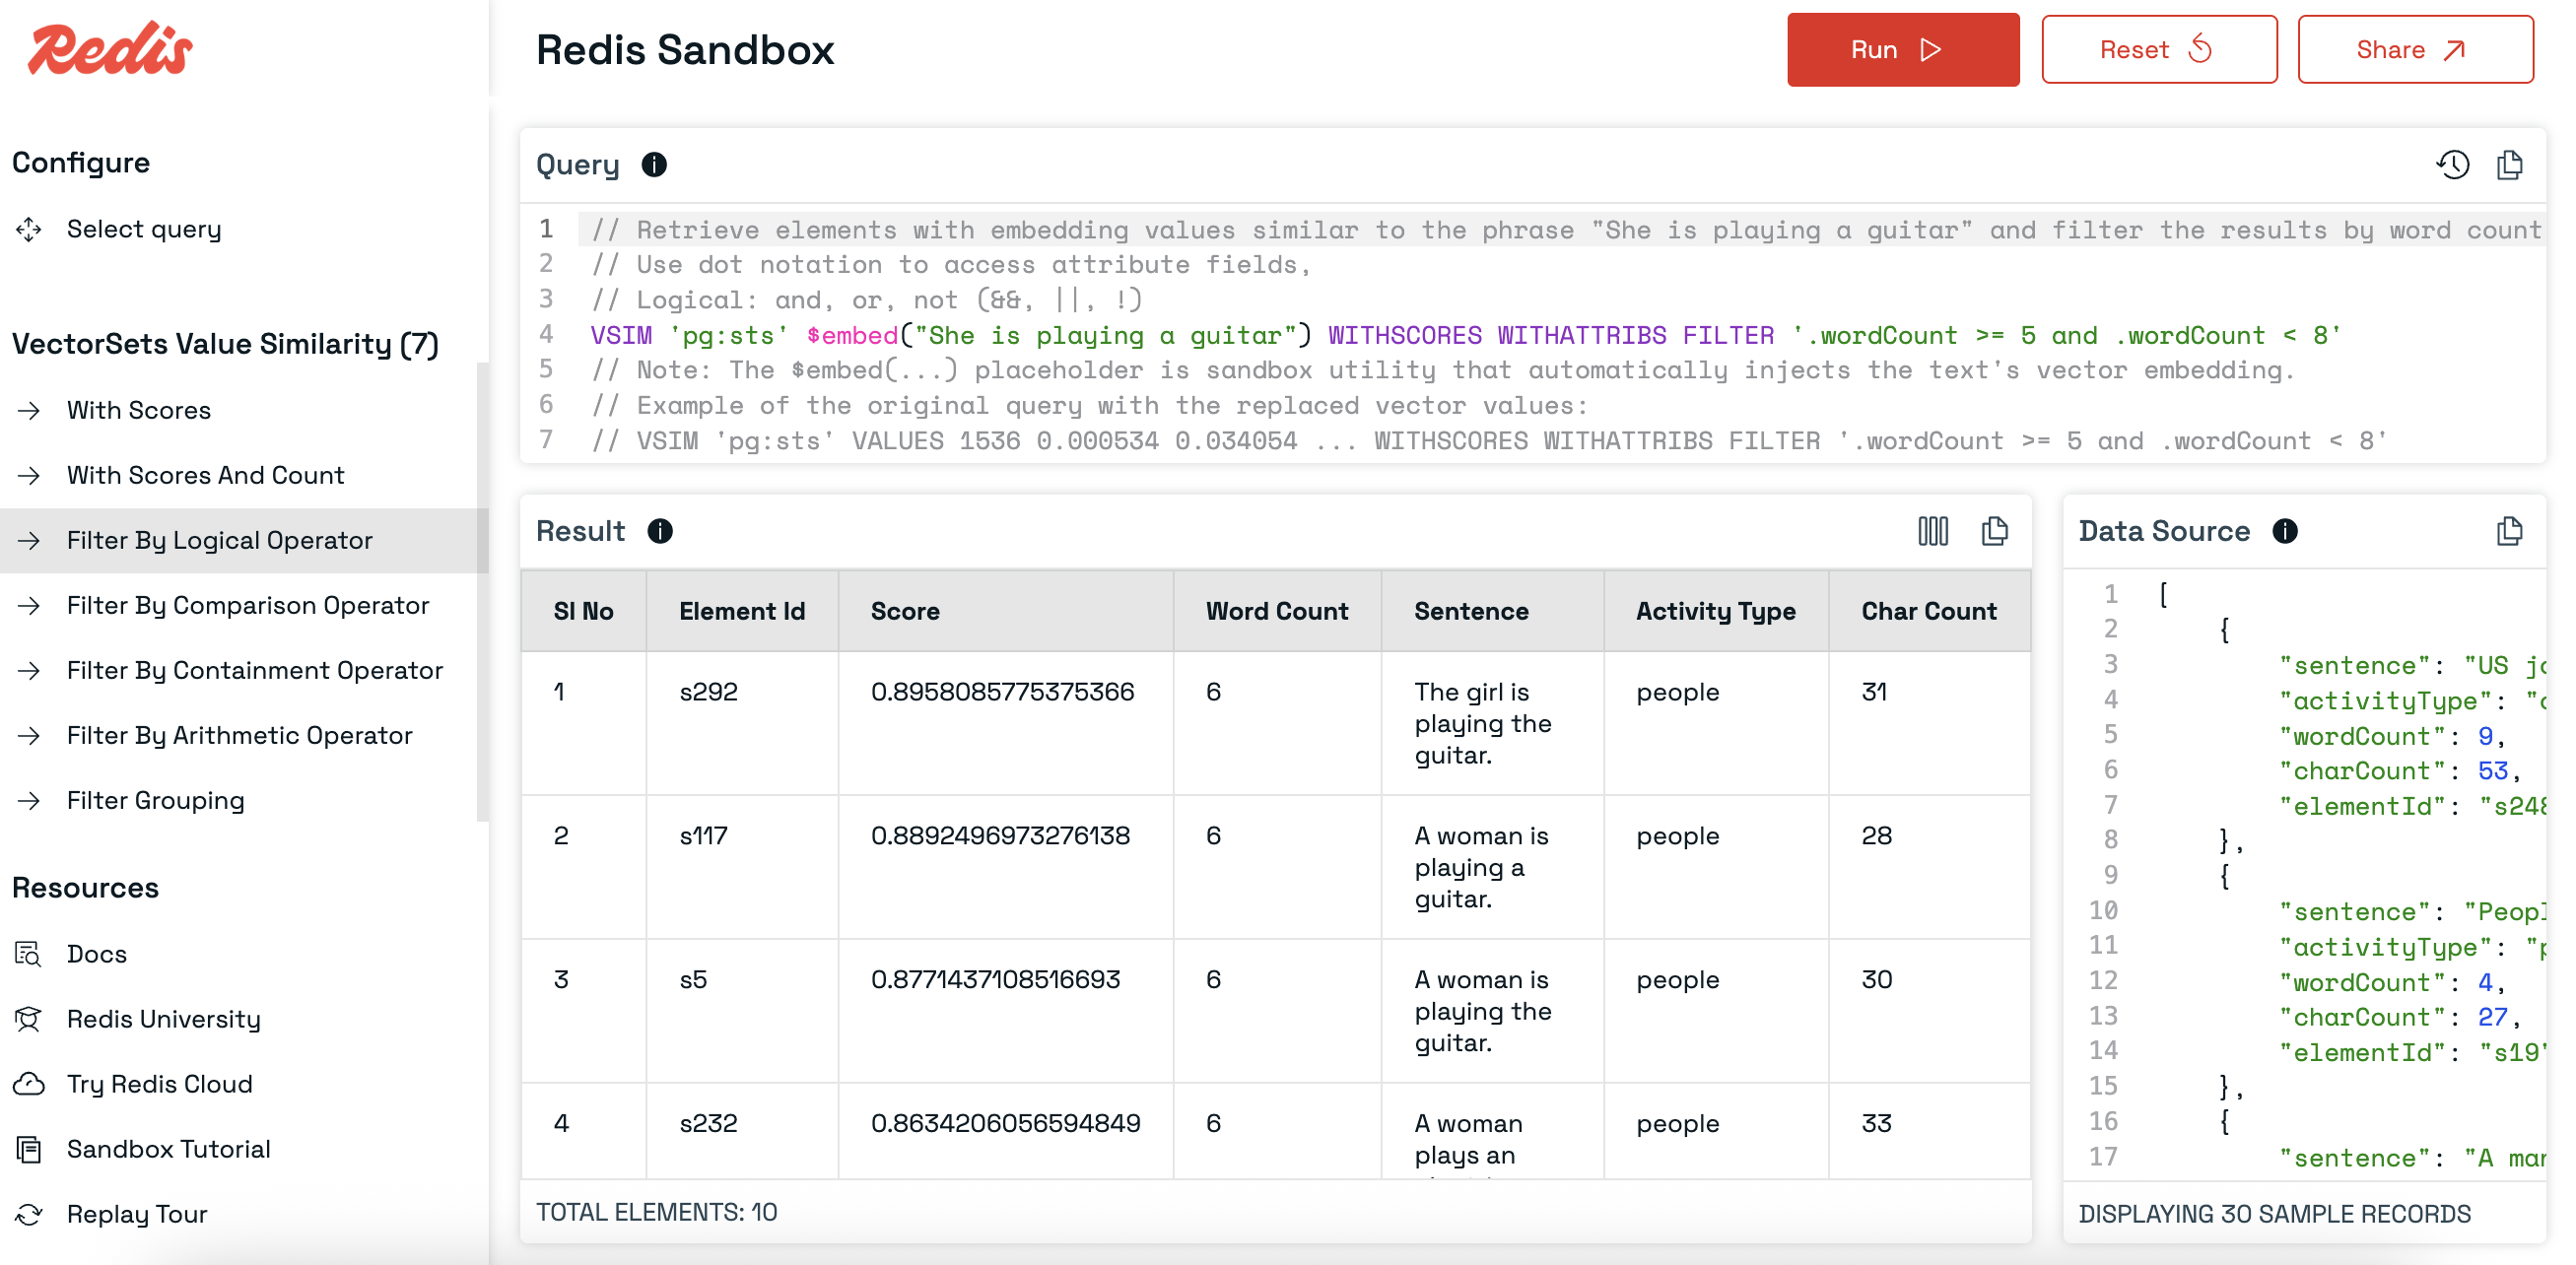 Redis
Configure
Select query
VectorSets Value Similarity (7)
With Scores
With Scores And Count
Filter By Logical Operator
Filter By Comparison Operator
Filter By Containment Operator
Filter By Arithmetic Operator
Filter Grouping
Resources
Docs
Redis University
Try Redis Cloud
Sandbox Tutorial
Replay Tour
Redis Sandbox
Run
Reset
Share
Query
1 // Retrieve elements with embedding values similar to the phrase "She is playing a guitar" and filter the results by word count
2 // Use dot notation to access attribute fields,
3 // Logical: and, or, not (&&, ||, !)
4 VSIM 'pg:sts' $embed("She is playing a guitar") WITHSCORES WITHATTRIBS FILTER '.wordCount >= 5 and .wordCount < 8'
5 // Note: The $embed(...) placeholder is sandbox utility that automatically injects the text's vector embedding.
6 // Example of the original query with the replaced vector values:
7 // VSIM 'pg:sts' VALUES 1536 0.000534 0.034054 ... WITHSCORES WITHATTRIBS FILTER '.wordCount >= 5 and .wordCount < 8'
Result
Sl No Element Id Score Word Count Sentence Activity Type Char Count
1 s292 0.8958085775375366 6 The girl is people 31
playing the
guitar.
2 s117 0.8892496973276138 6 A woman is people 28
playing a
guitar.
3 s5 0.8771437108516693 6 A woman is people 30
playing the
guitar.
4 s232 0.8634206056594849 6 A woman people 33
plays an
TOTAL ELEMENTS: 10
Data Source
1 [
2 {
3 "sentence": "US
4 "activityType": "
5 "wordCount": 9,
6 "charCount": 53,
7 "elementId": "s248
8 },
9 {
10 "sentence": "Peopl
11 "activityType": "p
12 "wordCount": 4,
13 "charCount": 27,
14 "elementId": "s19"
15 },
16 {
17 "sentence": "A man
DISPLAYING 30 SAMPLE RECORDS